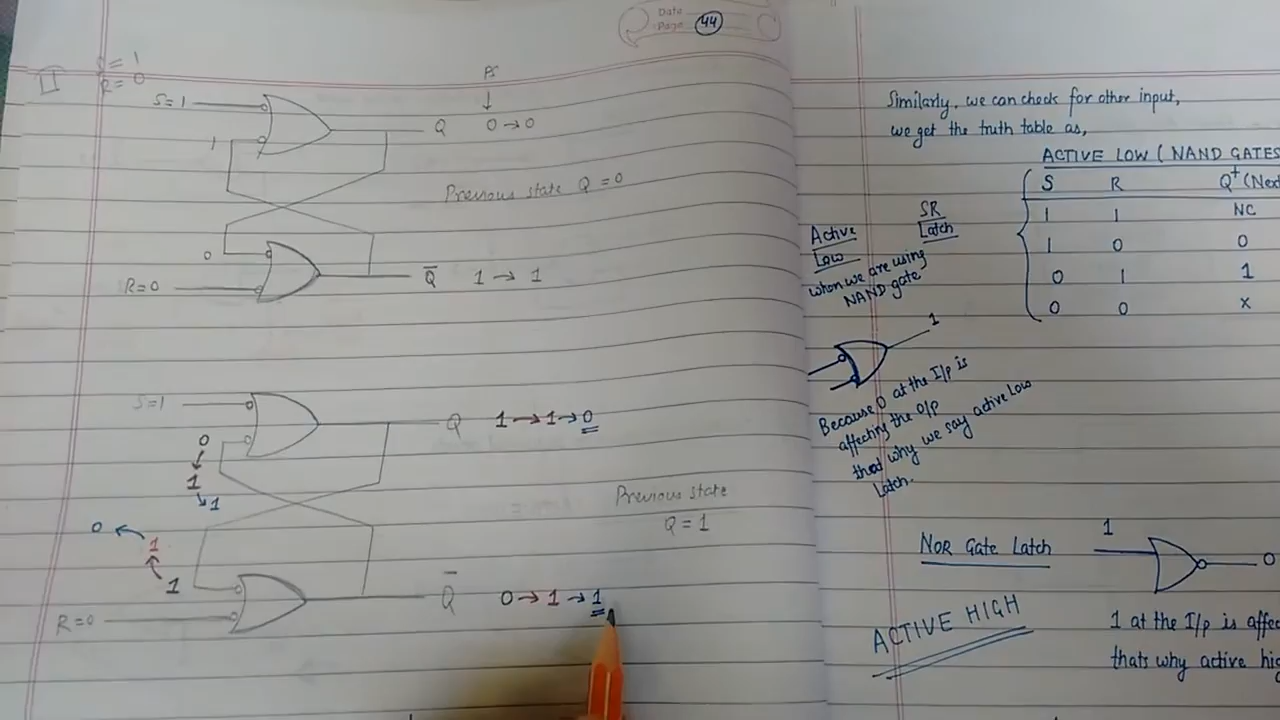 Date
Page 44
II
S = 1
R = 0
S=1
1
Q
PS
0 → 0
Previous state Q = 0
0
R=0
Q̅ 1 → 1
S=1
Q 1 → 1 → 0
0
1
1
Previous state
Q = 1
0
1
1
R=0
Q̅ 0 → 1 → 1
Similarly, we can check for other input,
we get the truth table as,
ACTIVE LOW (NAND GATES
S R Q⁺ (Next
1 1 NC
1 0 0
0 1 1
0 0 X
SR
Latch
Active
Low
when we are using
NAND gate
1
Because 0 at the I/p is
affecting the O/P
that why we say active Low
Latch.
NOR Gate Latch
1
0
ACTIVE HIGH
1 at the I/p is affec
thats why active hig